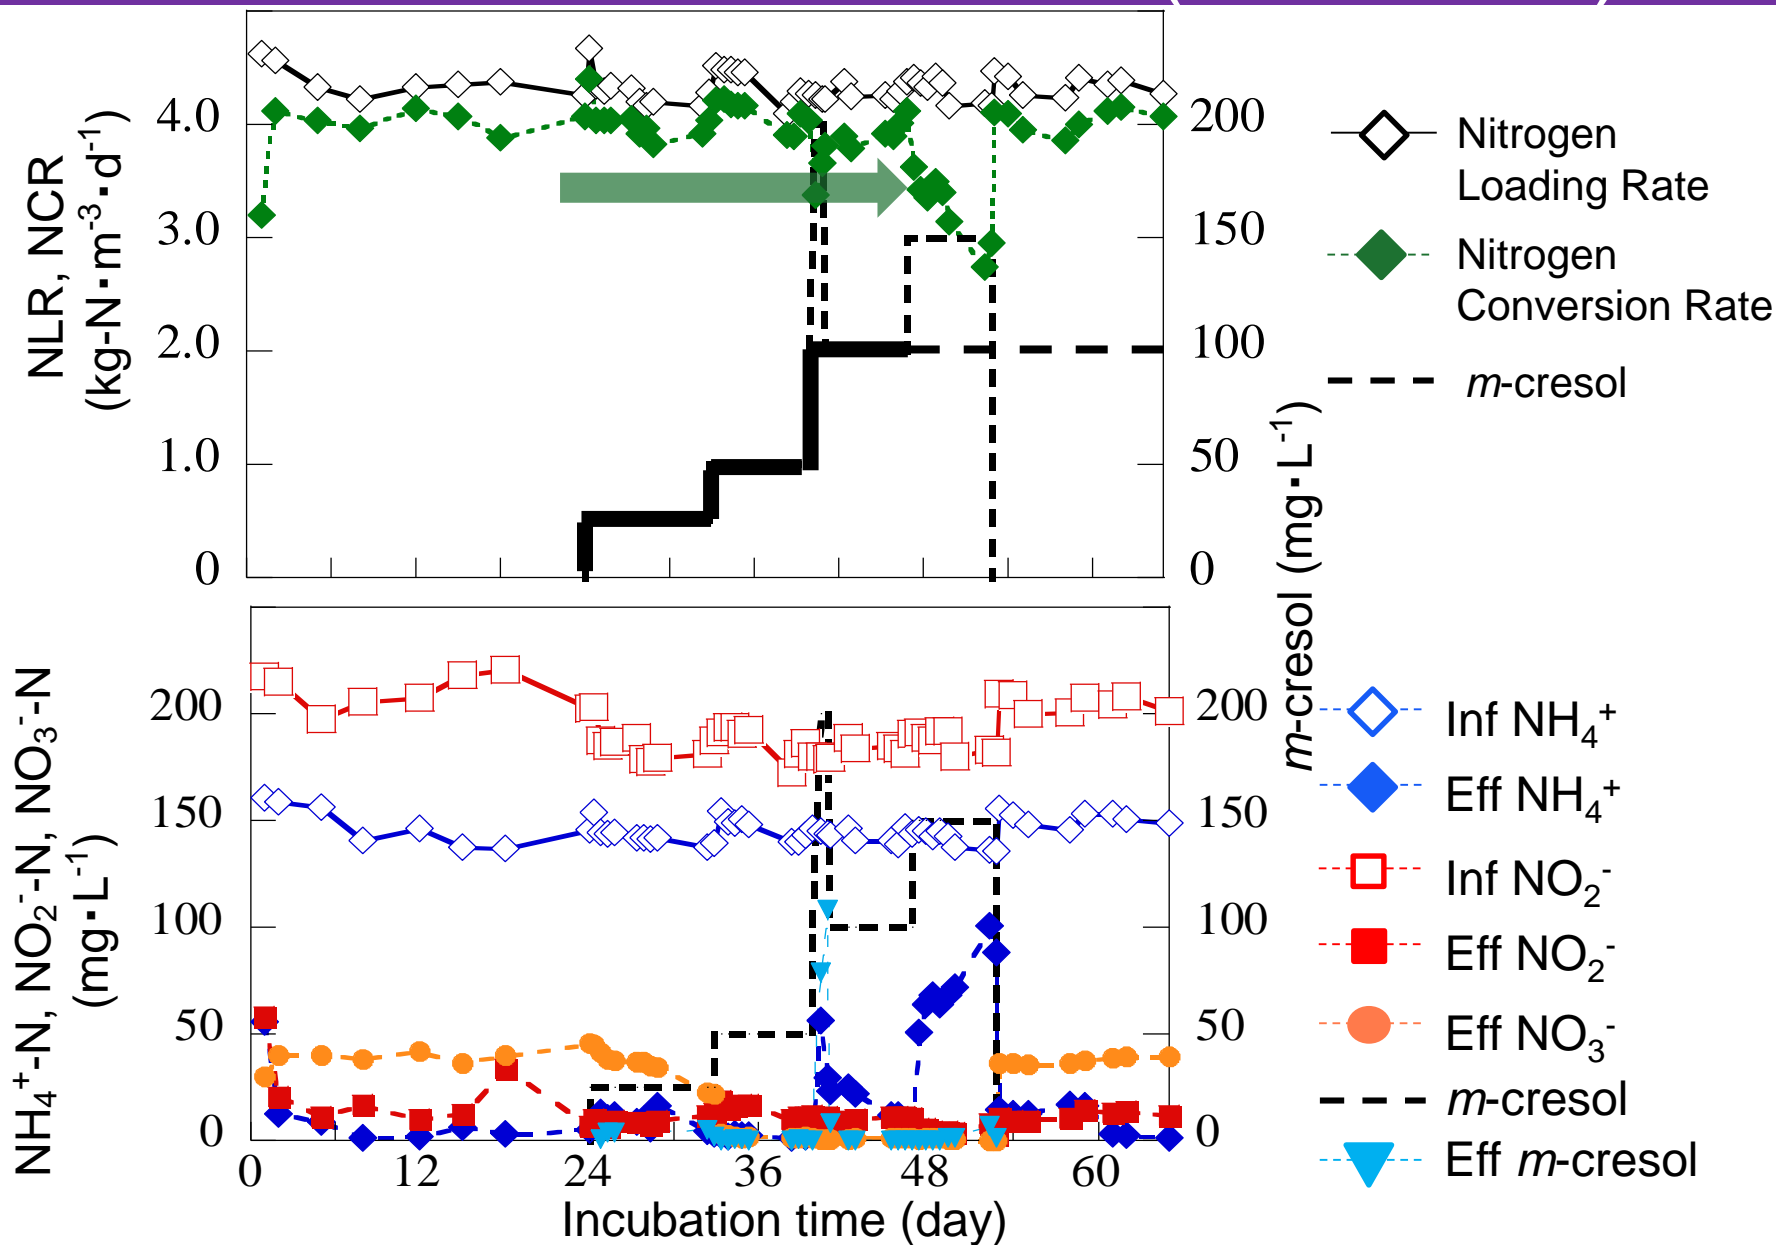 NLR, NCR
(kg-N･m⁻³･d⁻¹)
4.0
3.0
2.0
1.0
0
200
150
100
50
0
m-cresol (mg･L⁻¹)
Nitrogen
Loading Rate
Nitrogen
Conversion Rate
m-cresol
NH₄⁺-N, NO₂⁻-N, NO₃⁻-N
(mg･L⁻¹)
200
150
100
50
0
200
150
100
50
0
0 12 24 36 48 60
Incubation time (day)
Inf NH₄⁺
Eff NH₄⁺
Inf NO₂⁻
Eff NO₂⁻
Eff NO₃⁻
m-cresol
Eff m-cresol